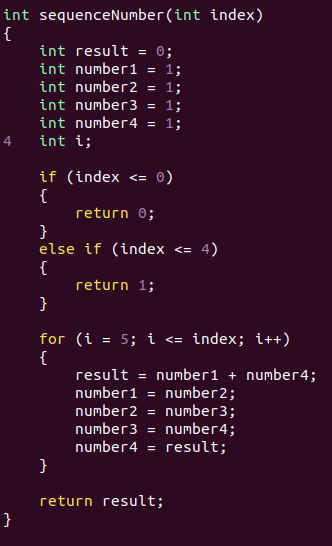 int sequenceNumber(int index)
{
    int result = 0;
    int number1 = 1;
    int number2 = 1;
    int number3 = 1;
    int number4 = 1;
4   int i;

    if (index <= 0)
    {
        return 0;
    }
    else if (index <= 4)
    {
        return 1;
    }

    for (i = 5; i <= index; i++)
    {
        result = number1 + number4;
        number1 = number2;
        number2 = number3;
        number3 = number4;
        number4 = result;
    }

    return result;
}